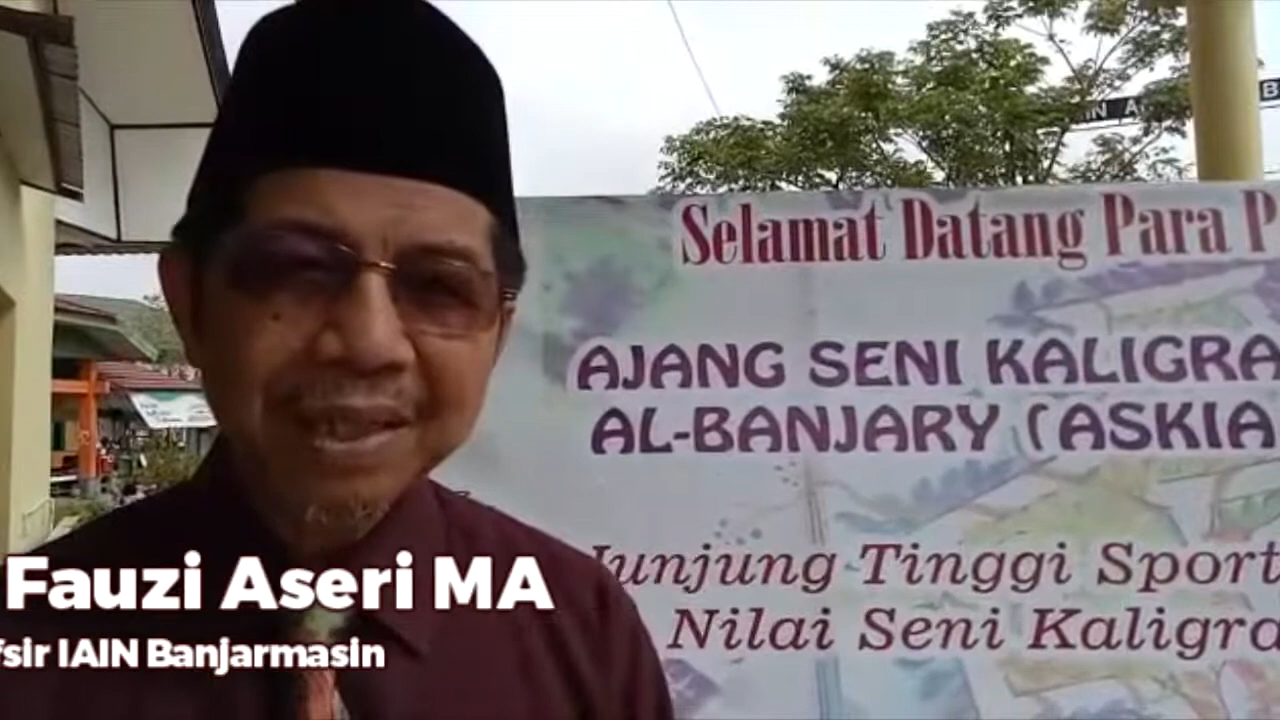 Selamat Datang Para P
AJANG SENI KALIGRA
AL-BANJARY (ASKIA
Junjung Tinggi Sport
Nilai Seni Kaligra
Fauzi Aseri MA
fsir IAIN Banjarmasin